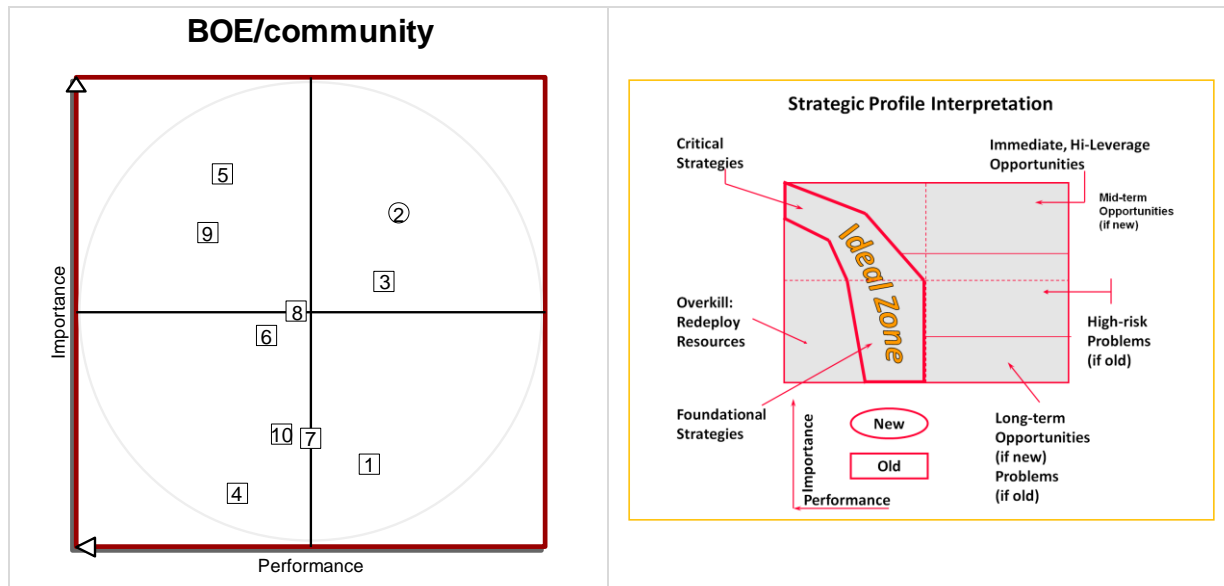 BOE/community
5
2
9
3
8
6
10
7
1
4
Importance
Performance
Strategic Profile Interpretation
Critical
Strategies
Immediate, Hi-Leverage
Opportunities
Mid-term
Opportunities
(if new)
Ideal Zone
Overkill:
Redeploy
Resources
High-risk
Problems
(if old)
Foundational
Strategies
New
Old
Long-term
Opportunities
(if new)
Problems
(if old)
Importance
Performance